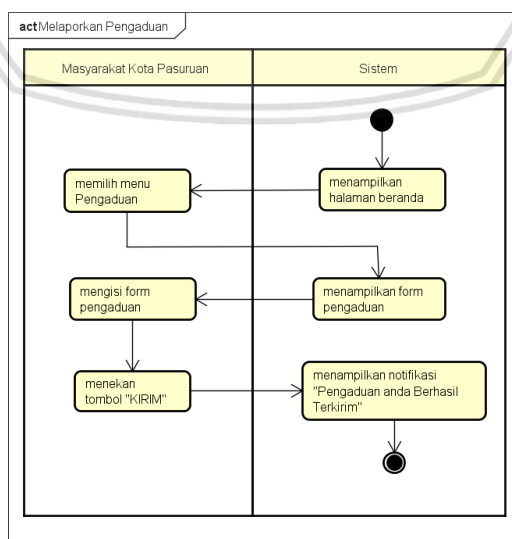 act Melaporkan Pengaduan
Masyarakat Kota Pasuruan
Sistem
menampilkan
halaman beranda
memilih menu
Pengaduan
menampilkan form
pengaduan
mengisi form
pengaduan
menekan
tombol "KIRIM"
menampilkan notifikasi
"Pengaduan anda Berhasil
Terkirim"